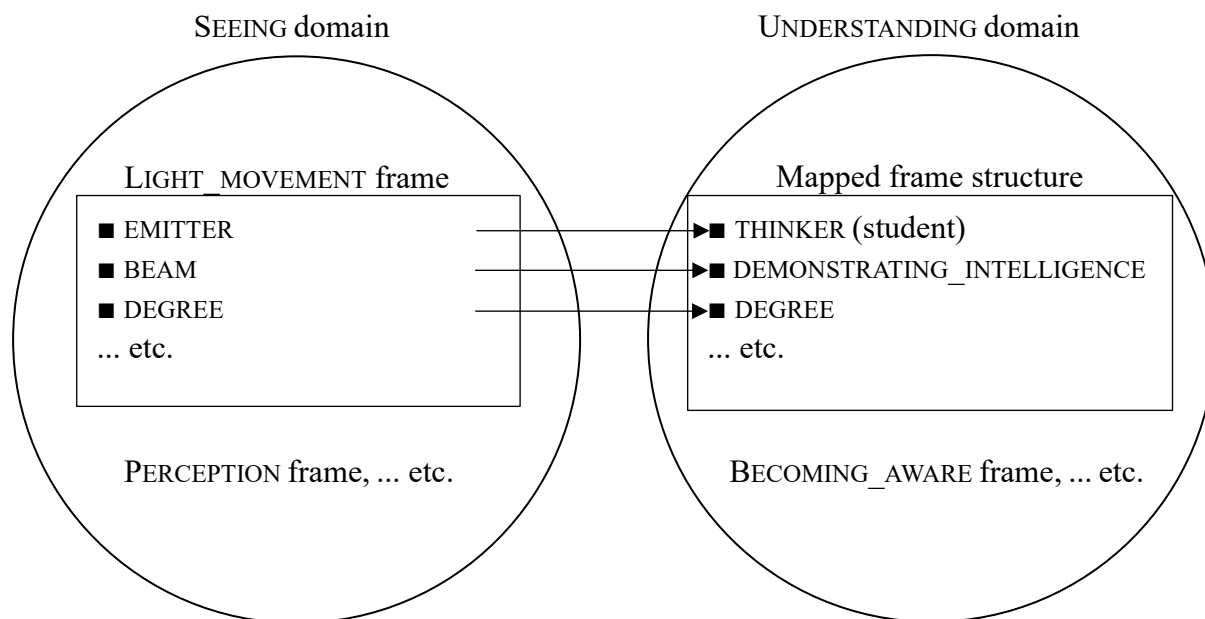 SEEING domain
UNDERSTANDING domain
LIGHT_MOVEMENT frame
■ EMITTER
■ BEAM
■ DEGREE
... etc.
PERCEPTION frame, ... etc.
Mapped frame structure
■ THINKER (student)
■ DEMONSTRATING_INTELLIGENCE
■ DEGREE
... etc.
BECOMING_AWARE frame, ... etc.